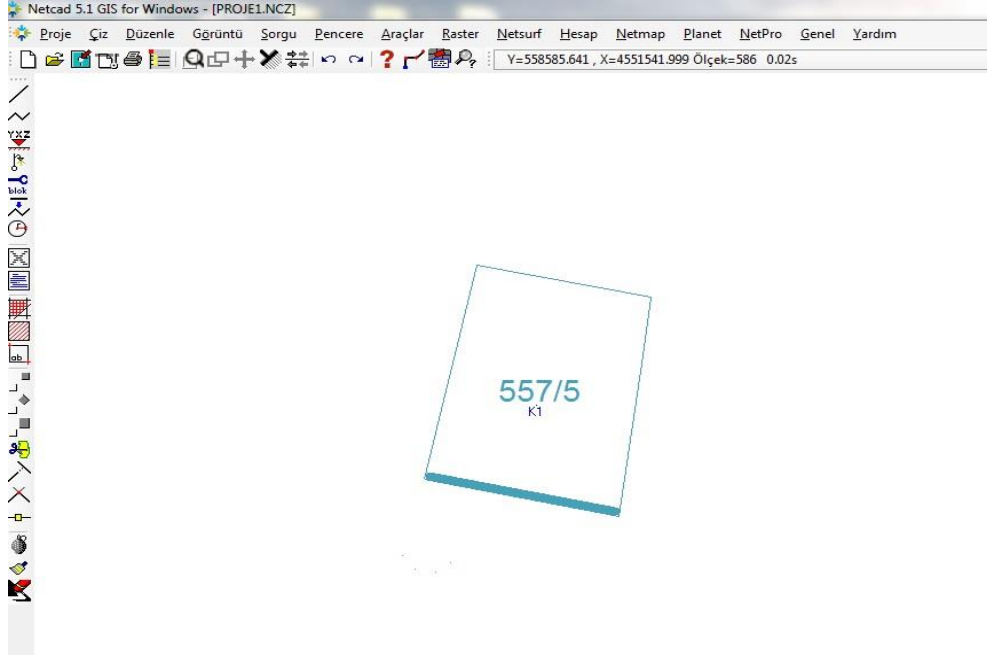 Netcad 5.1 GIS for Windows - [PROJE1.NCZ]
Proje Çiz Düzenle Görüntü Sorgu Pencere Araçlar Raster Netsurf Hesap Netmap Planet NetPro Genel Yardım
Y=558585.641 , X=4551541.999 Ölçek=586 0.02s
YXZ
blok
ab
557/5
K1